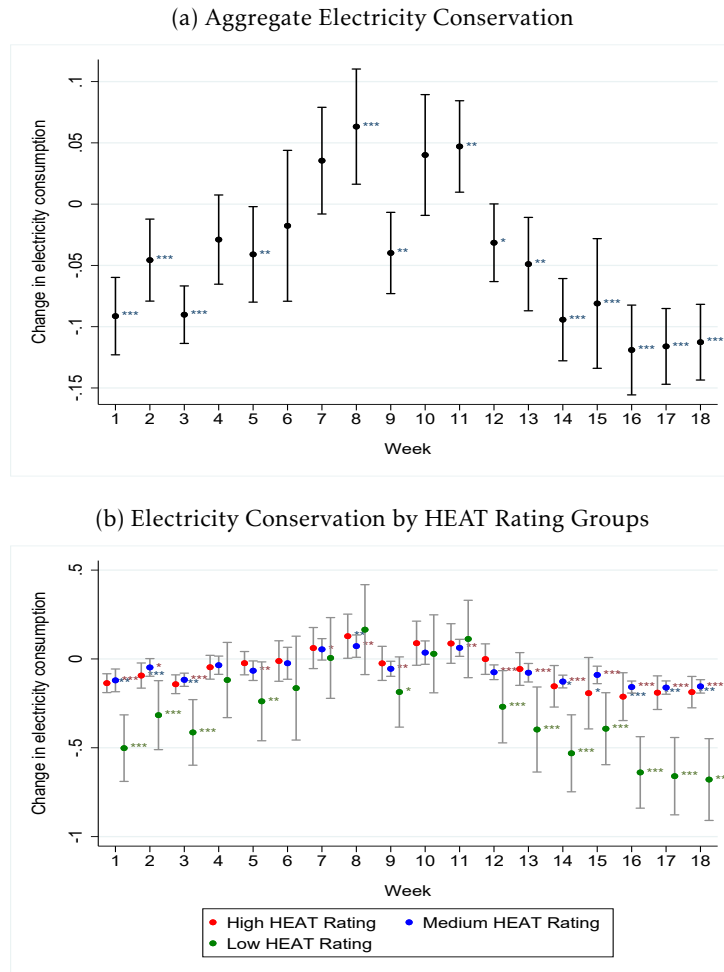 (a) Aggregate Electricity Conservation
Change in electricity consumption
.1
.05
0
-.05
-.1
-.15
***
***
***
**
***
**
**
*
**
***
***
***
***
***
1 2 3 4 5 6 7 8 9 10 11 12 13 14 15 16 17 18
Week
(b) Electricity Conservation by HEAT Rating Groups
Change in electricity consumption
.5
0
-.5
-1
1 2 3 4 5 6 7 8 9 10 11 12 13 14 15 16 17 18
Week
High HEAT Rating Medium HEAT Rating
Low HEAT Rating